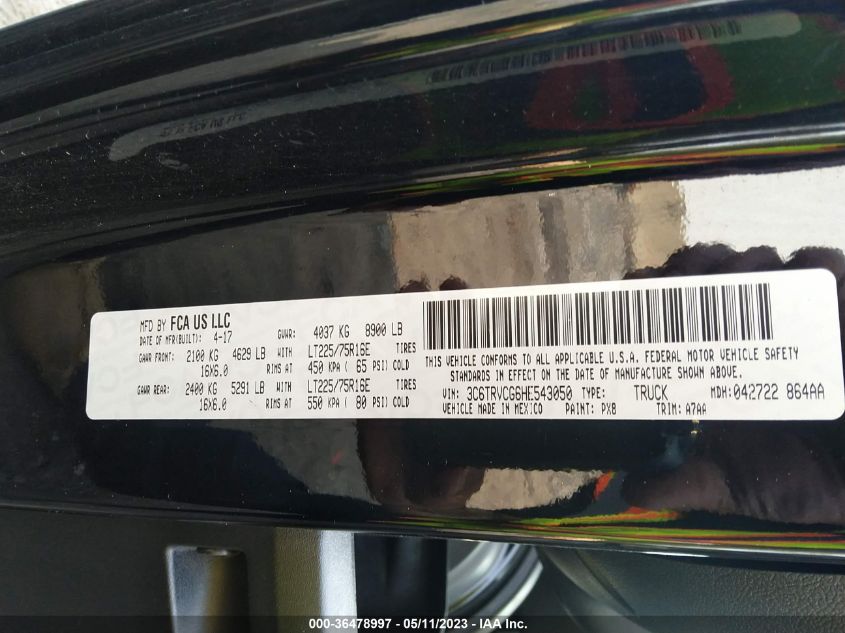 MFD BY FCA US LLC
DATE OF MFR(BUILT): 4-17
GVWR: 4037 KG 8900 LB
GAWR FRONT: 2100 KG 4629 LB WITH LT225/75R16E TIRES
16X6.0 RIMS AT 450 KPA ( 65 PSI) COLD
GAWR REAR: 2400 KG 5291 LB WITH LT225/75R16E TIRES
16X6.0 RIMS AT 550 KPA ( 80 PSI) COLD
THIS VEHICLE CONFORMS TO ALL APPLICABLE U.S.A. FEDERAL MOTOR VEHICLE SAFETY
STANDARDS IN EFFECT ON THE DATE OF MANUFACTURE SHOWN ABOVE.
VIN: 3C6TRVCG6HE543050 TYPE: TRUCK MDH: 042722 864AA
VEHICLE MADE IN MEXICO PAINT: PX8 TRIM: A7AA
000-36478997 - 05/11/2023 - IAA Inc.